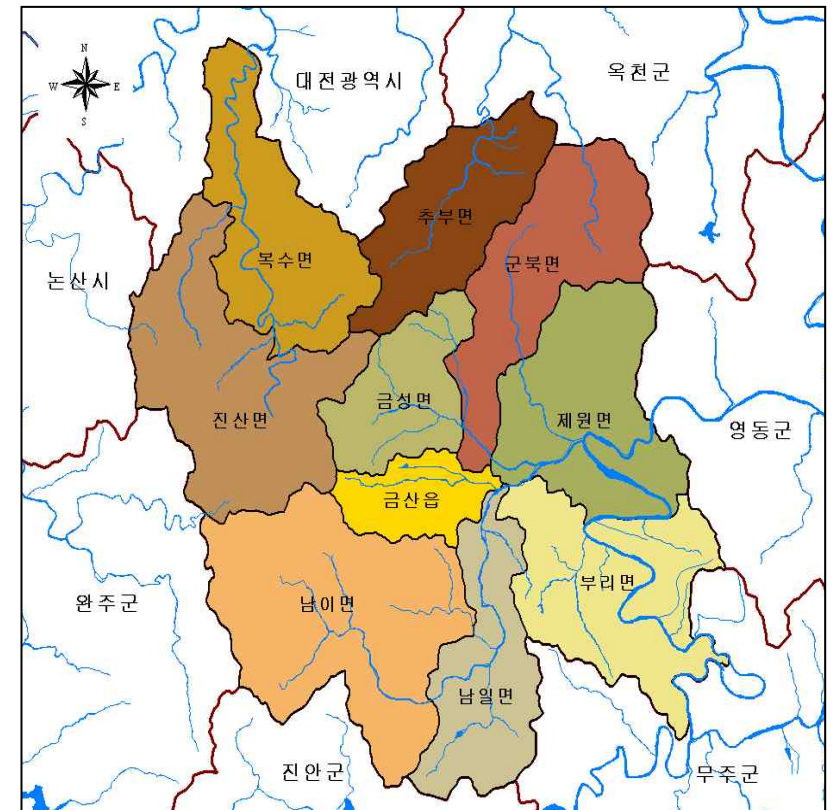 N
W E
S
대전광역시
옥천군
추부면
복수면
군북면
논산시
금성면
진산면
제원면
영동군
금산읍
부리면
완주군
남이면
남일면
진안군
무주군